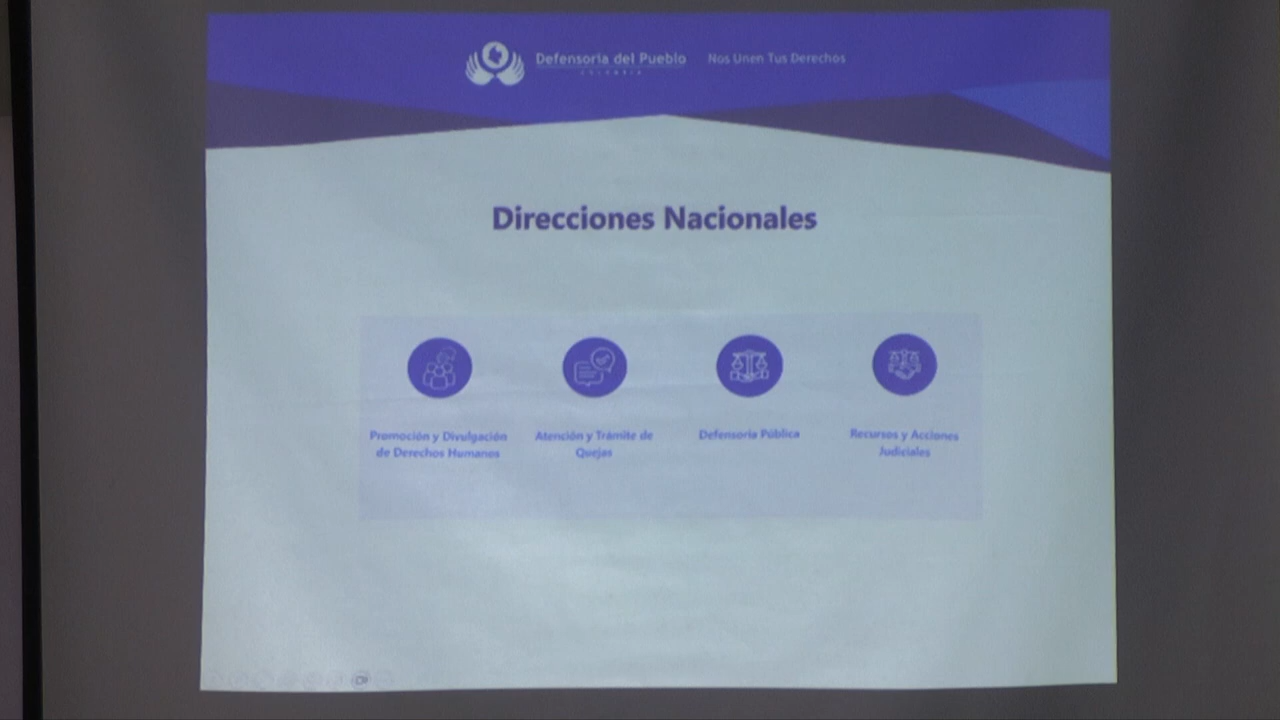 Defensoría del Pueblo
COLOMBIA
Nos Unen Tus Derechos
Direcciones Nacionales
Promoción y Divulgación
de Derechos Humanos
Atención y Trámite de
Quejas
Defensoría Pública
Recursos y Acciones
Judiciales